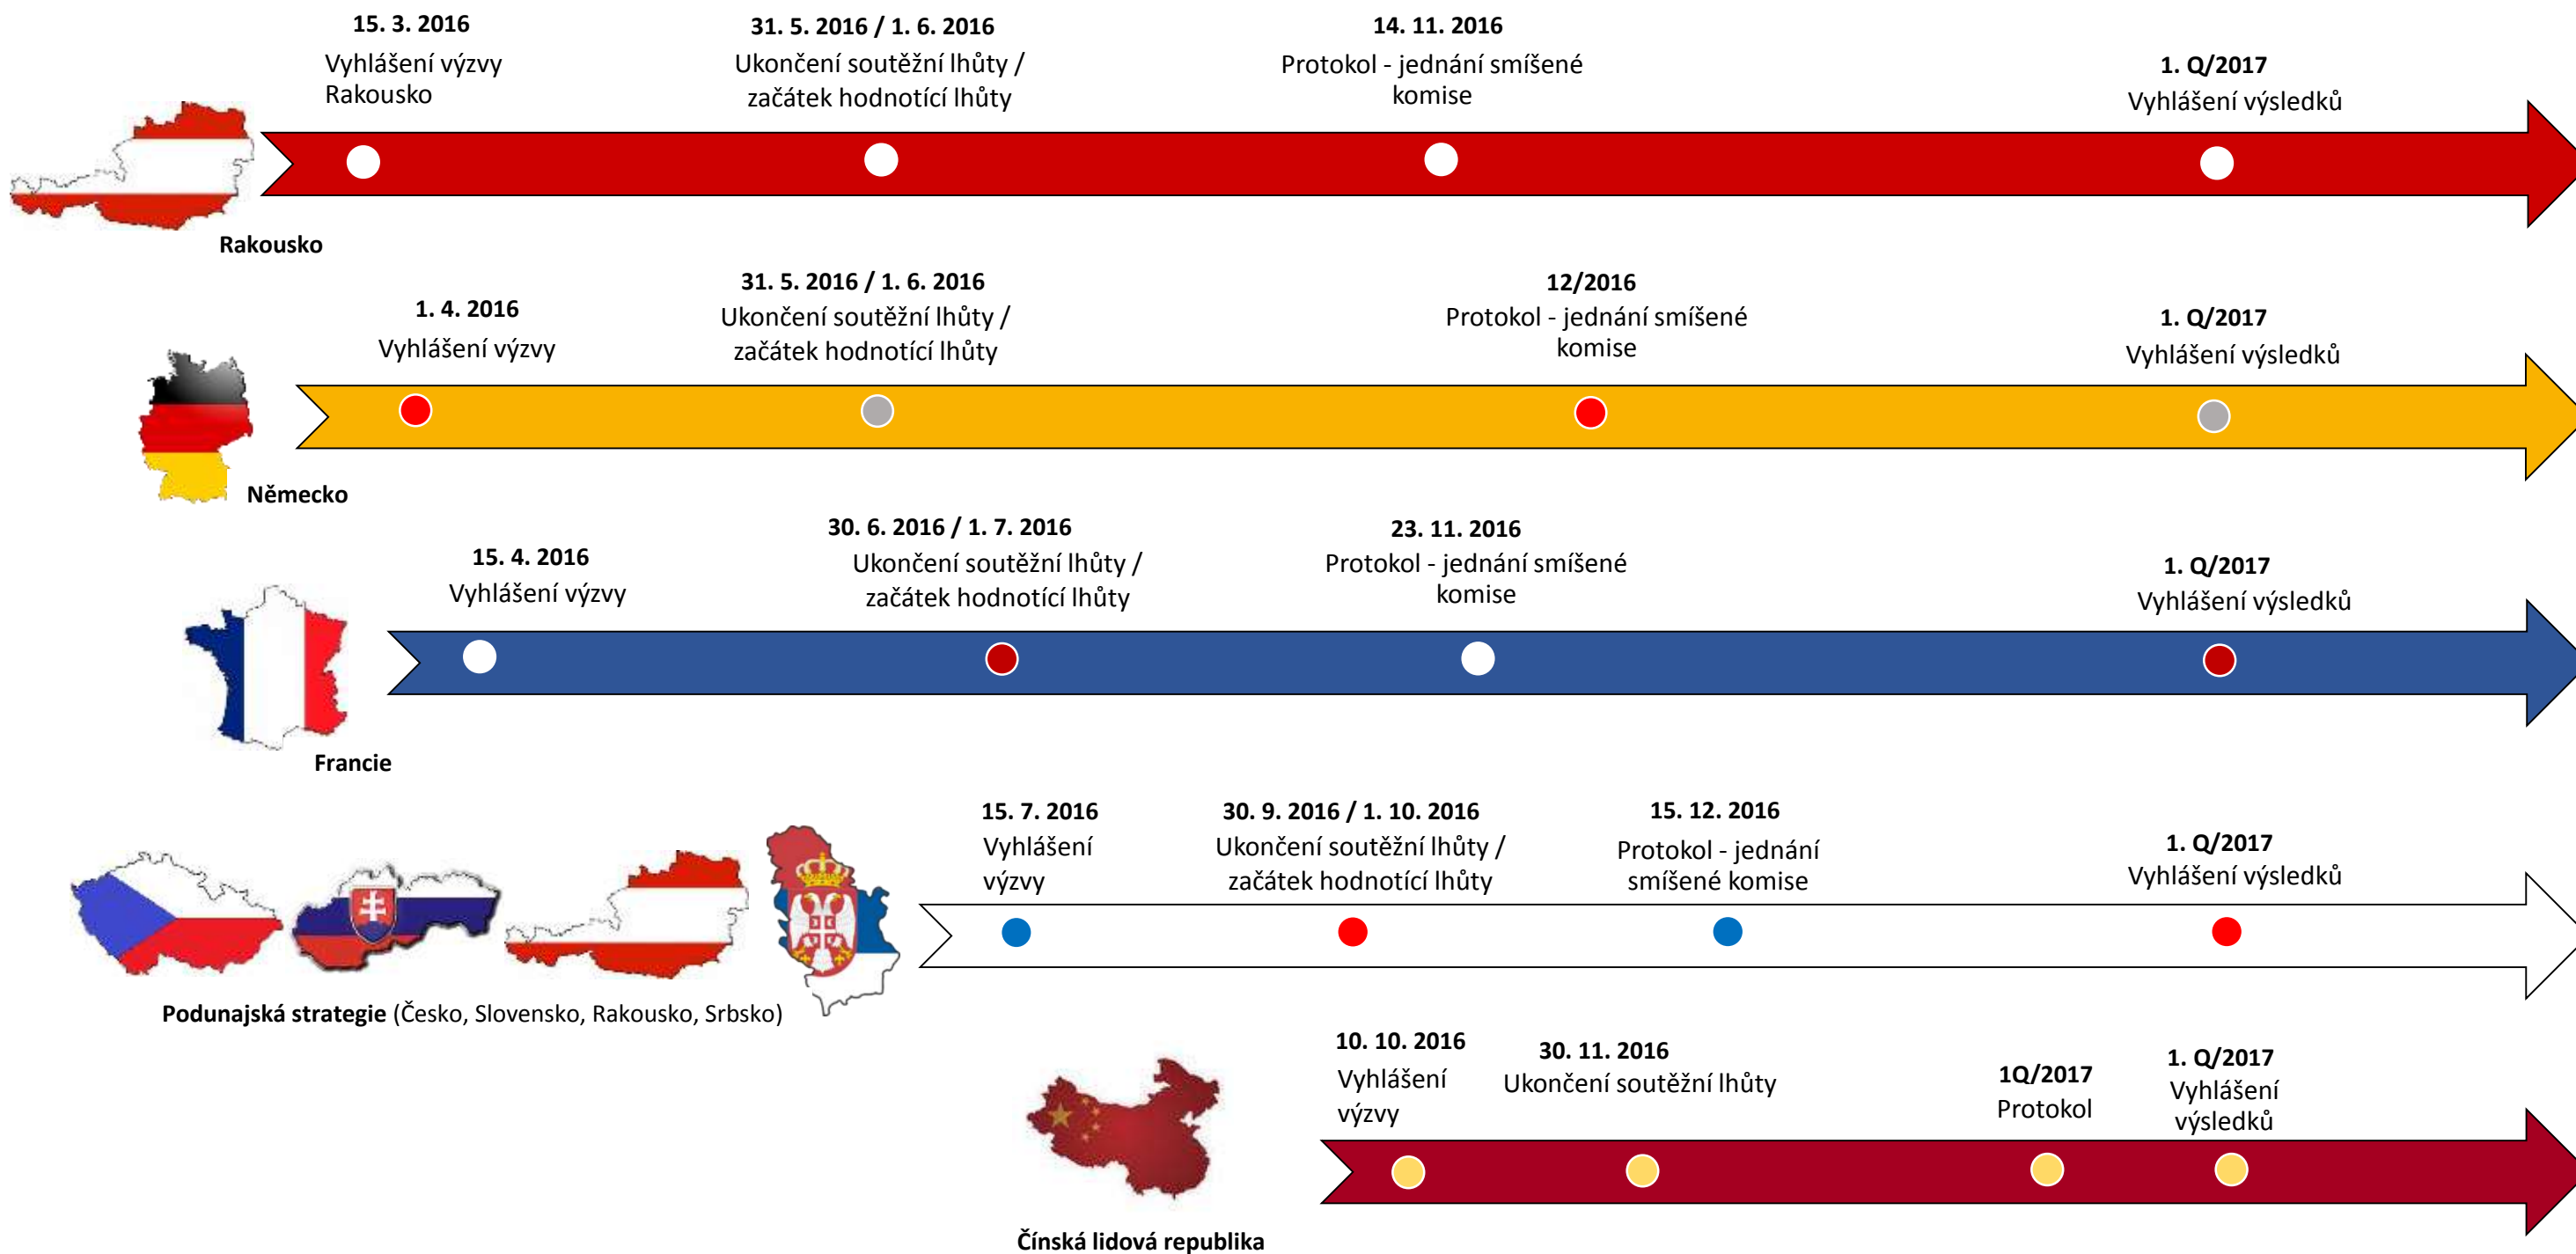 15. 3. 2016
Vyhlášení výzvy
Rakousko
31. 5. 2016 / 1. 6. 2016
Ukončení soutěžní lhůty /
začátek hodnotící lhůty
14. 11. 2016
Protokol - jednání smíšené
komise
1. Q/2017
Vyhlášení výsledků
Rakousko
1. 4. 2016
Vyhlášení výzvy
31. 5. 2016 / 1. 6. 2016
Ukončení soutěžní lhůty /
začátek hodnotící lhůty
12/2016
Protokol - jednání smíšené
komise
1. Q/2017
Vyhlášení výsledků
Německo
15. 4. 2016
Vyhlášení výzvy
30. 6. 2016 / 1. 7. 2016
Ukončení soutěžní lhůty /
začátek hodnotící lhůty
23. 11. 2016
Protokol - jednání smíšené
komise
1. Q/2017
Vyhlášení výsledků
Francie
15. 7. 2016
Vyhlášení
výzvy
30. 9. 2016 / 1. 10. 2016
Ukončení soutěžní lhůty /
začátek hodnotící lhůty
15. 12. 2016
Protokol - jednání
smíšené komise
1. Q/2017
Vyhlášení výsledků
Podunajská strategie (Česko, Slovensko, Rakousko, Srbsko)
10. 10. 2016
Vyhlášení
výzvy
30. 11. 2016
Ukončení soutěžní lhůty
1Q/2017
Protokol
1. Q/2017
Vyhlášení
výsledků
Čínská lidová republika